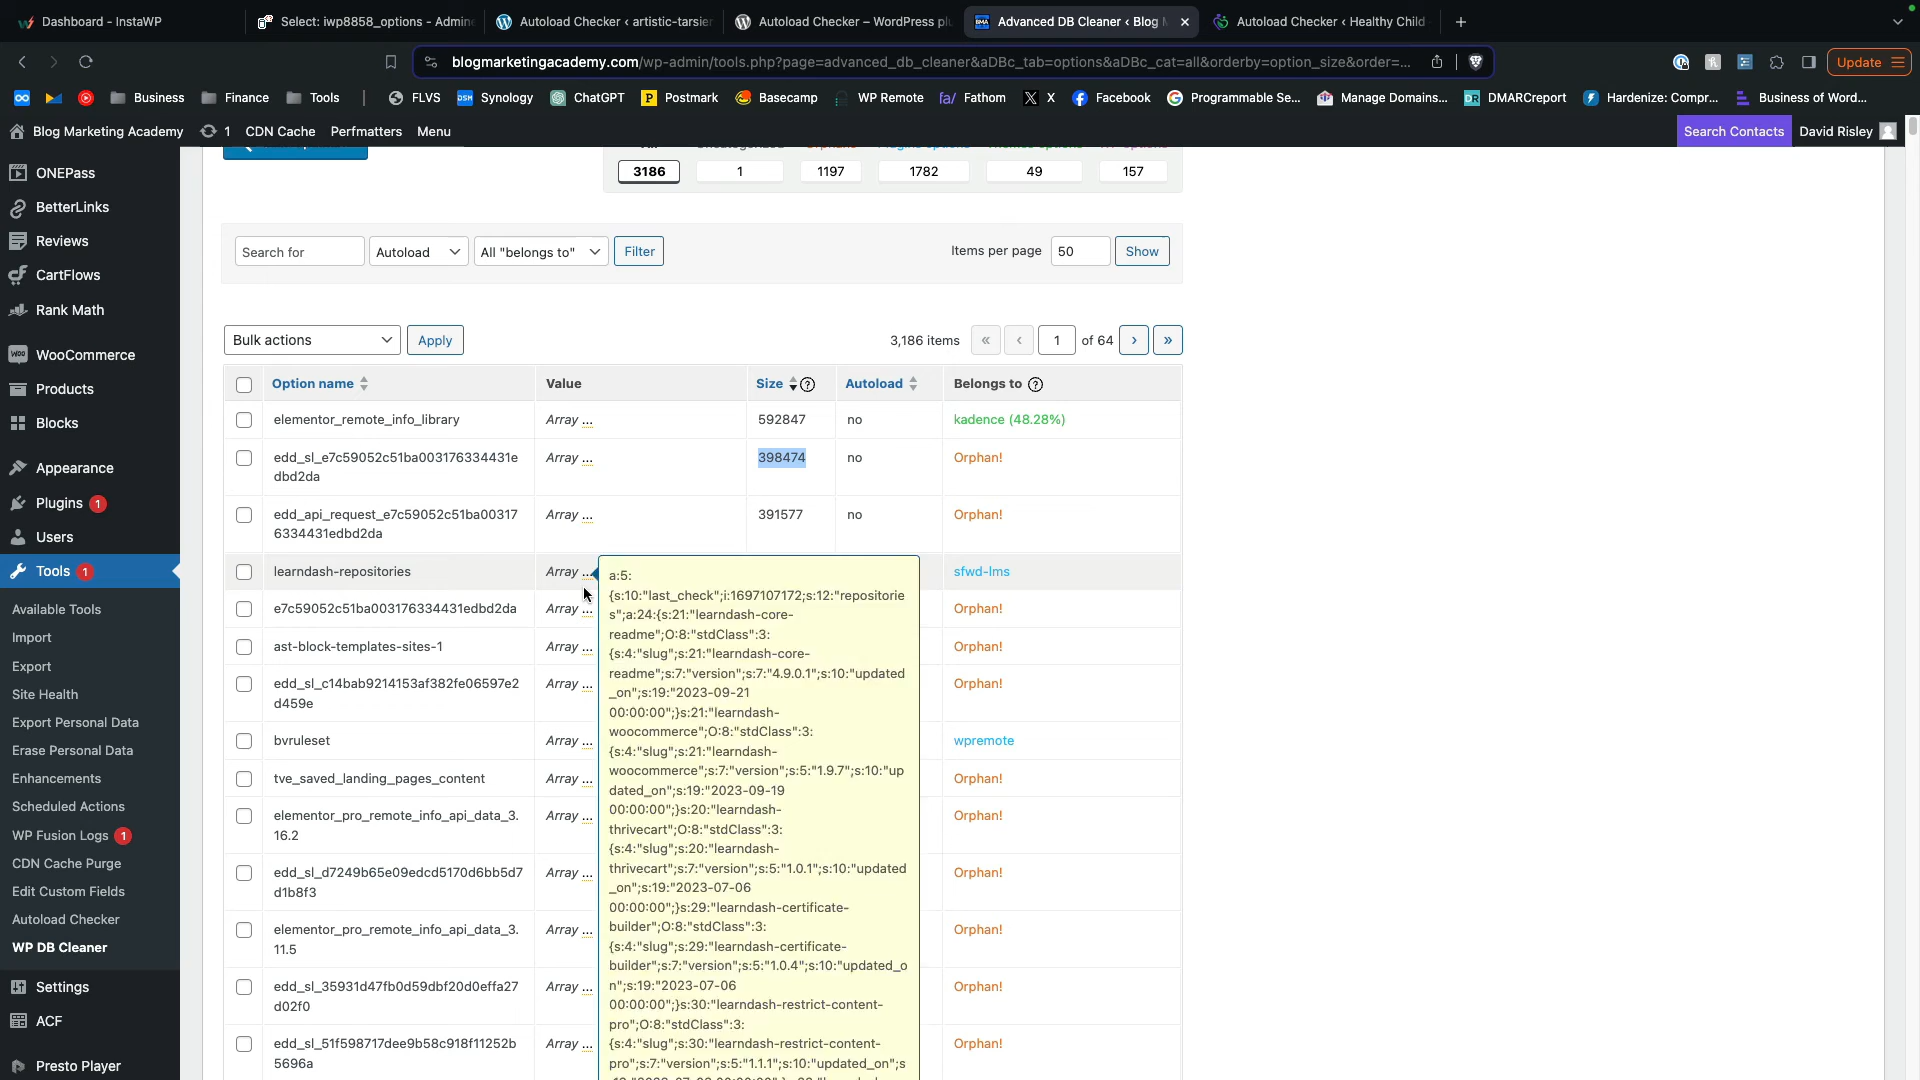 Dashboard - InstaWP
Select: iwp8858_options - Admine
Autoload Checker ‹ artistic-tarsier
Autoload Checker – WordPress plu
Advanced DB Cleaner ‹ Blog M
Autoload Checker ‹ Healthy Child
blogmarketingacademy.com/wp-admin/tools.php?page=advanced_db_cleaner&aDBc_tab=options&aDBc_cat=all&orderby=option_size&order=...
Update
Business
Finance
Tools
FLVS
Synology
ChatGPT
Postmark
Basecamp
WP Remote
Fathom
X
Facebook
Programmable Se...
Manage Domains...
DMARCreport
Hardenize: Compr...
Business of Word...
Blog Marketing Academy
1
CDN Cache
Perfmatters
Menu
Search Contacts
David Risley
ONEPass
BetterLinks
Reviews
CartFlows
Rank Math
WooCommerce
Products
Blocks
Appearance
Plugins 1
Users
Tools 1
Available Tools
Import
Export
Site Health
Export Personal Data
Erase Personal Data
Enhancements
Scheduled Actions
WP Fusion Logs 1
CDN Cache Purge
Edit Custom Fields
Autoload Checker
WP DB Cleaner
Settings
ACF
Presto Player
3186 1 1197 1782 49 157
Search for
Autoload
All "belongs to"
Filter
Items per page
50
Show
Bulk actions
Apply
3,186 items
« ‹ 1 of 64 › »
Option name Value Size Autoload Belongs to
elementor_remote_info_library Array ... 592847 no kadence (48.28%)
edd_sl_e7c59052c51ba003176334431e Array ... 398474 no Orphan!
dbd2da
edd_api_request_e7c59052c51ba00317 Array ... 391577 no Orphan!
6334431edbd2da
learndash-repositories Array ... sfwd-lms
e7c59052c51ba003176334431edbd2da Array ... Orphan!
ast-block-templates-sites-1 Array ... Orphan!
edd_sl_c14bab9214153af382fe06597e2 Array ... Orphan!
d459e
bvruleset Array ... wpremote
tve_saved_landing_pages_content Array ... Orphan!
elementor_pro_remote_info_api_data_3. Array ... Orphan!
16.2
edd_sl_d7249b65e09edcd5170d6bb5d7 Array ... Orphan!
d1b8f3
elementor_pro_remote_info_api_data_3. Array ... Orphan!
11.5
edd_sl_35931d47fb0d59dbf20d0effa27 Array ... Orphan!
d02f0
edd_sl_51f598717dee9b58c918f11252b Array ... Orphan!
5696a
a:5:
{s:10:"last_check";i:1697107172;s:12:"repositorie
s";a:24:{s:21:"learndash-core-
readme";O:8:"stdClass":3:
{s:4:"slug";s:21:"learndash-core-
readme";s:7:"version";s:7:"4.9.0.1";s:10:"updated
_on";s:19:"2023-09-21
00:00:00";}s:21:"learndash-
woocommerce";O:8:"stdClass":3:
{s:4:"slug";s:21:"learndash-
woocommerce";s:7:"version";s:5:"1.9.7";s:10:"up
dated_on";s:19:"2023-09-19
00:00:00";}s:20:"learndash-
thrivecart";O:8:"stdClass":3:
{s:4:"slug";s:20:"learndash-
thrivecart";s:7:"version";s:5:"1.0.1";s:10:"updated
_on";s:19:"2023-07-06
00:00:00";}s:29:"learndash-certificate-
builder";O:8:"stdClass":3:
{s:4:"slug";s:29:"learndash-certificate-
builder";s:7:"version";s:5:"1.0.4";s:10:"updated_o
n";s:19:"2023-07-06
00:00:00";}s:30:"learndash-restrict-content-
pro";O:8:"stdClass":3:
{s:4:"slug";s:30:"learndash-restrict-content-
pro";s:7:"version";s:5:"1.1.1";s:10:"updated_on";s